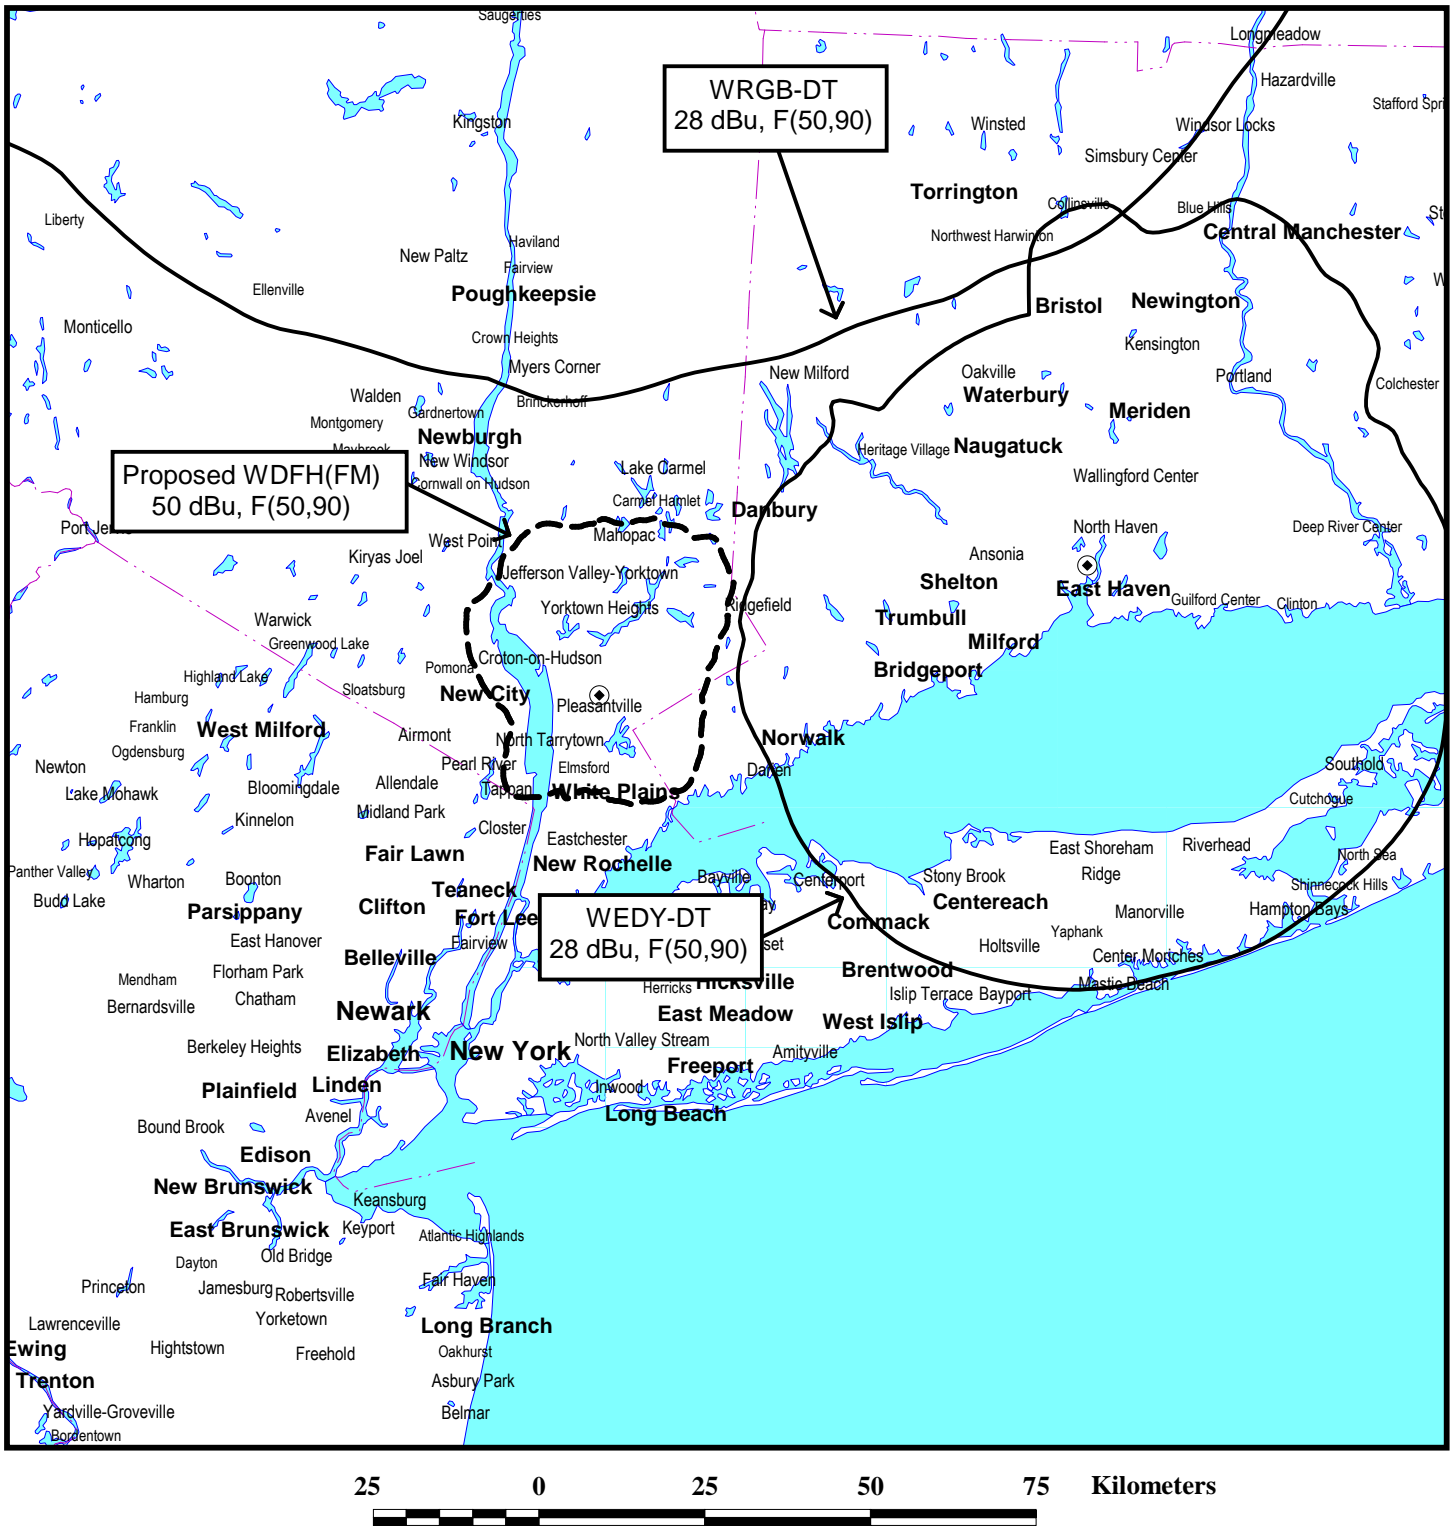 Saugerties
Longmeadow
WRGB-DT
28 dBu, F(50,90)
Hazardville
Stafford Spri
Kingston
Winsted
Windsor Locks
Simsbury Center
Torrington
Collinsville
Blue Hills
St
Liberty
Northwest Harwinton
Central Manchester
Haviland
New Paltz
Fairview
W
Ellenville
Poughkeepsie
Bristol
Newington
Monticello
Crown Heights
Kensington
Myers Corner
New Milford
Oakville
Portland
Colchester
Walden
Brinckerhoff
Waterbury
Gardnertown
Meriden
Montgomery
Newburgh
Naugatuck
Maybrook
Heritage Village
New Windsor
Lake Carmel
Proposed WDFH(FM)
50 dBu, F(50,90)
Wallingford Center
Cornwall on Hudson
Carmel Hamlet
Danbury
Port Jervis
North Haven
Deep River Center
West Point
Mahopac
Kiryas Joel
Ansonia
Jefferson Valley-Yorktown
Shelton
East Haven
Yorktown Heights
Ridgefield
Guilford Center
Clinton
Warwick
Trumbull
Greenwood Lake
Milford
Croton-on-Hudson
Pomona
Bridgeport
Highland Lake
Sloatsburg
New City
Hamburg
Pleasantville
Franklin
West Milford
Airmont
North Tarrytown
Norwalk
Ogdensburg
Newton
Pearl River
Elmsford
Darien
Southold
Lake Mohawk
Bloomingdale
Allendale
Tappan
White Plains
Cutchogue
Midland Park
Kinnelon
Closter
Hopatcong
Eastchester
East Shoreham
Riverhead
Fair Lawn
New Rochelle
North Sea
Panther Valley
Wharton
Boonton
Bayville
Centerport
Stony Brook
Ridge
Shinnecock Hills
Teaneck
Budd Lake
Parsippany
Clifton
Fort Lee
WEDY-DT
28 dBu, F(50,90)
ay
Centereach
Manorville
Hampton Bays
Commack
East Hanover
Fairview
set
Holtsville
Yaphank
Belleville
Center Moriches
Mendham
Florham Park
Brentwood
Herricks
Hicksville
Mastic Beach
Bernardsville
Chatham
Islip Terrace
Bayport
Newark
East Meadow
West Islip
Berkeley Heights
Elizabeth
New York
North Valley Stream
Amityville
Freeport
Plainfield
Linden
Inwood
Avenel
Long Beach
Bound Brook
Edison
New Brunswick
Keansburg
East Brunswick
Keyport
Atlantic Highlands
Old Bridge
Dayton
Princeton
Jamesburg
Robertsville
Fair Haven
Lawrenceville
Yorketown
Long Branch
Ewing
Hightstown
Freehold
Oakhurst
Trenton
Asbury Park
Yardville-Groveville
Belmar
Bordentown
25 0 25 50 75 Kilometers